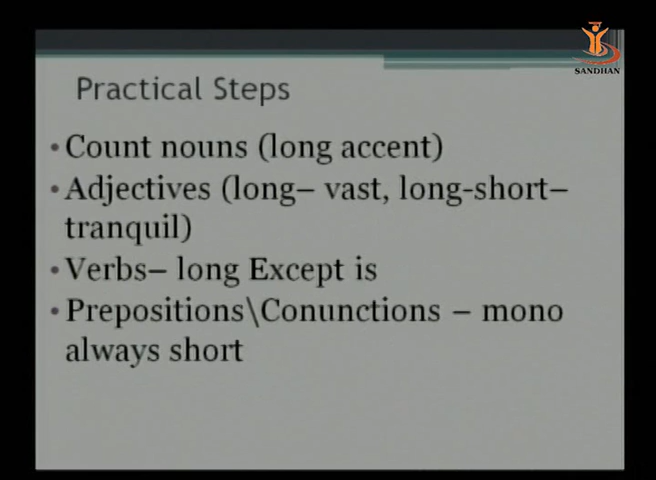 SANDHAN
Practical Steps
• Count nouns (long accent)
• Adjectives (long– vast, long-short–
tranquil)
• Verbs– long Except is
• Prepositions\Conunctions – mono
always short